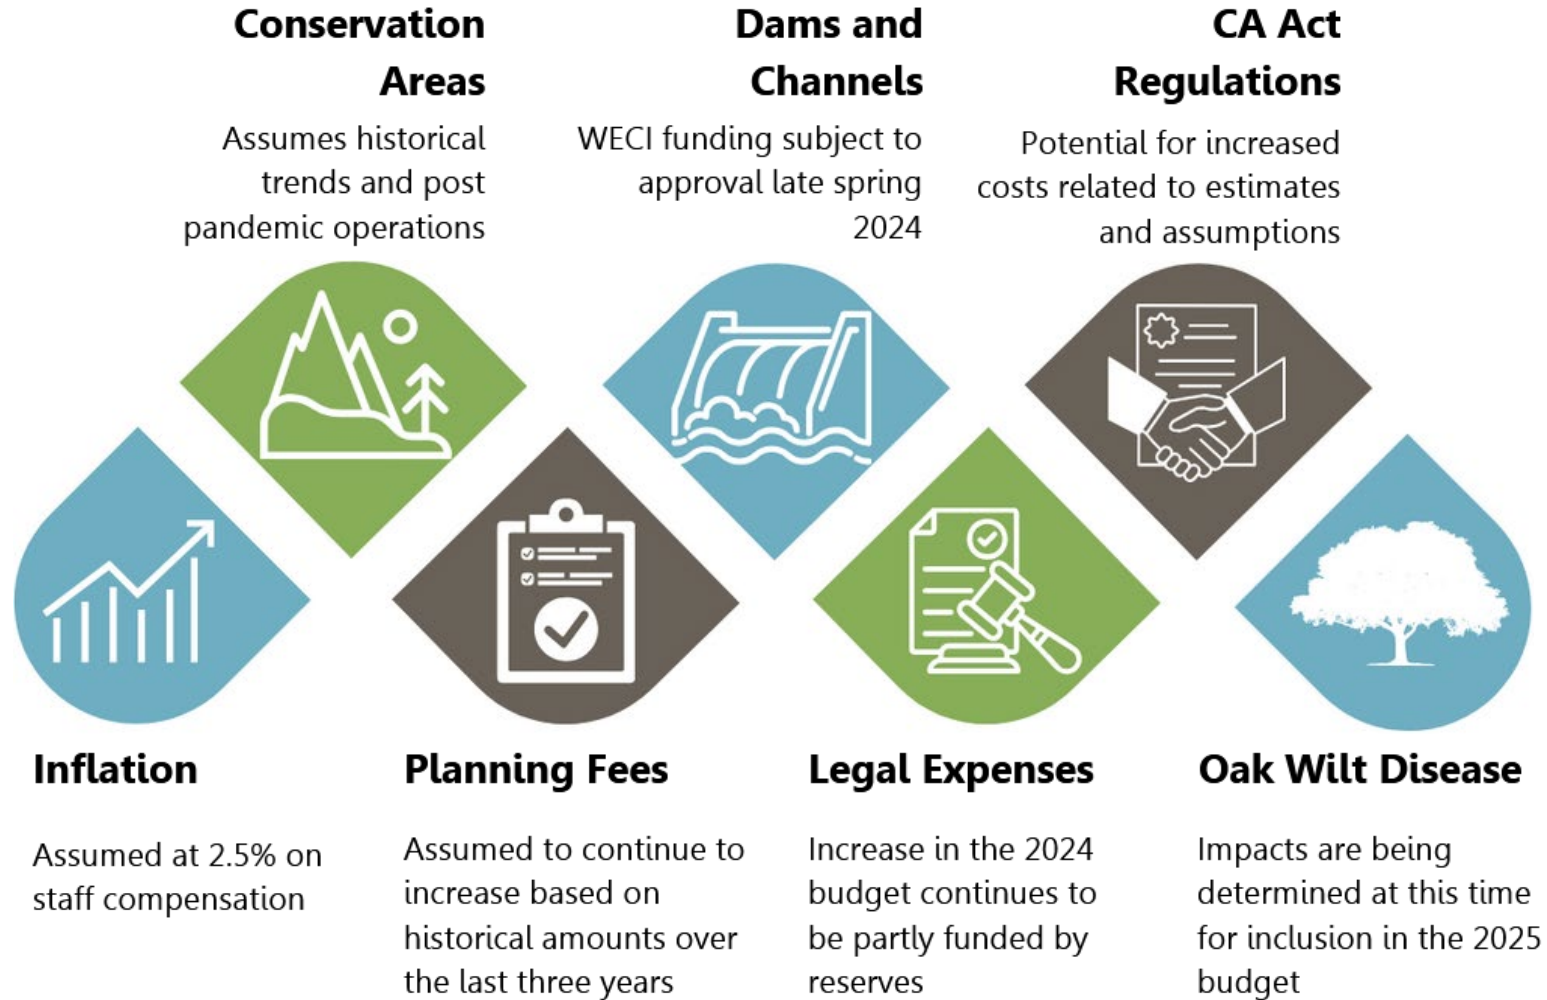 Conservation
Areas
Assumes historical
trends and post
pandemic operations
Dams and
Channels
WECI funding subject to
approval late spring
2024
CA Act
Regulations
Potential for increased
costs related to estimates
and assumptions
Inflation
Assumed at 2.5% on
staff compensation
Planning Fees
Assumed to continue to
increase based on
historical amounts over
the last three years
Legal Expenses
Increase in the 2024
budget continues to
be partly funded by
reserves
Oak Wilt Disease
Impacts are being
determined at this time
for inclusion in the 2025
budget